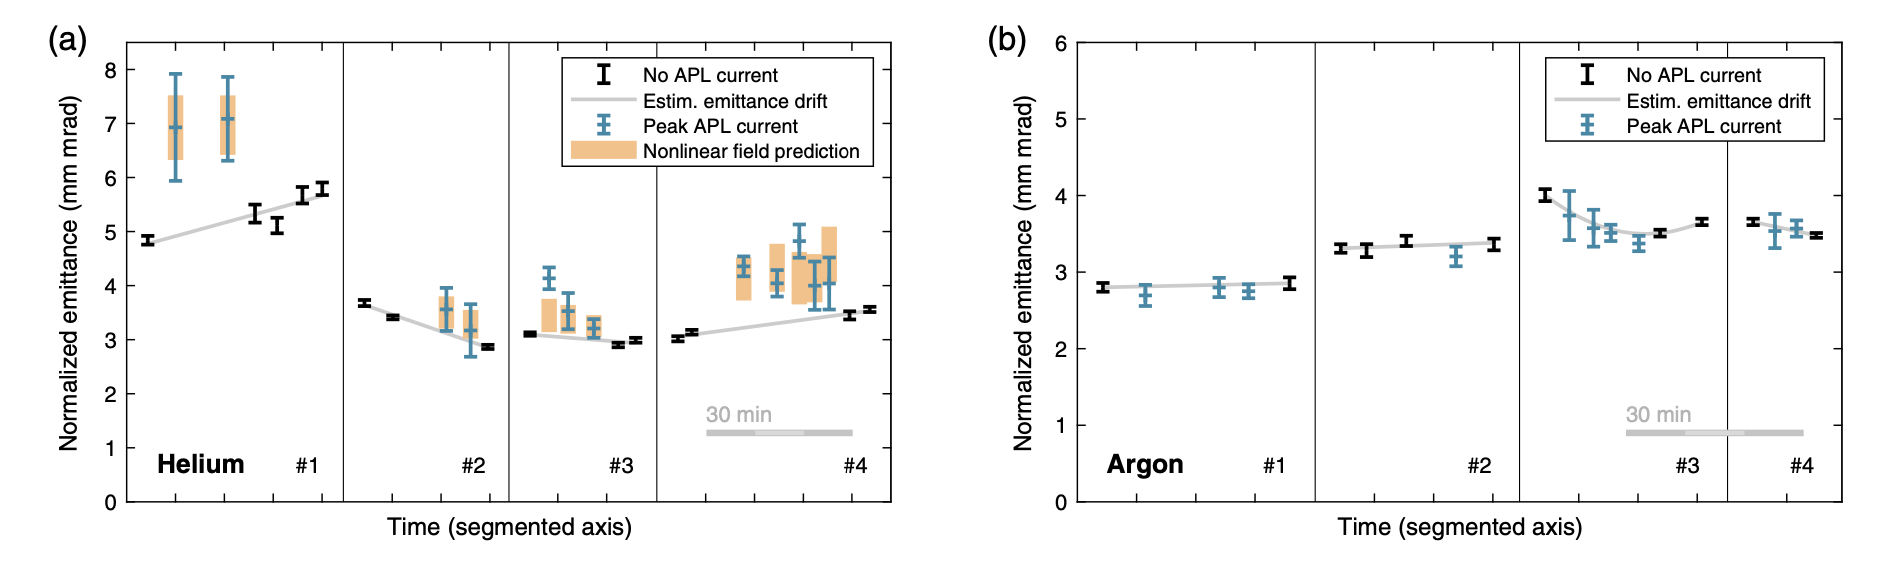 (a)
Normalized emittance (mm mrad)
8
7
6
5
4
3
2
1
0
No APL current
Estim. emittance drift
Peak APL current
Nonlinear field prediction
30 min
Helium
#1
#2
#3
#4
Time (segmented axis)
(b)
Normalized emittance (mm mrad)
6
5
4
3
2
1
0
No APL current
Estim. emittance drift
Peak APL current
30 min
Argon
#1
#2
#3
#4
Time (segmented axis)